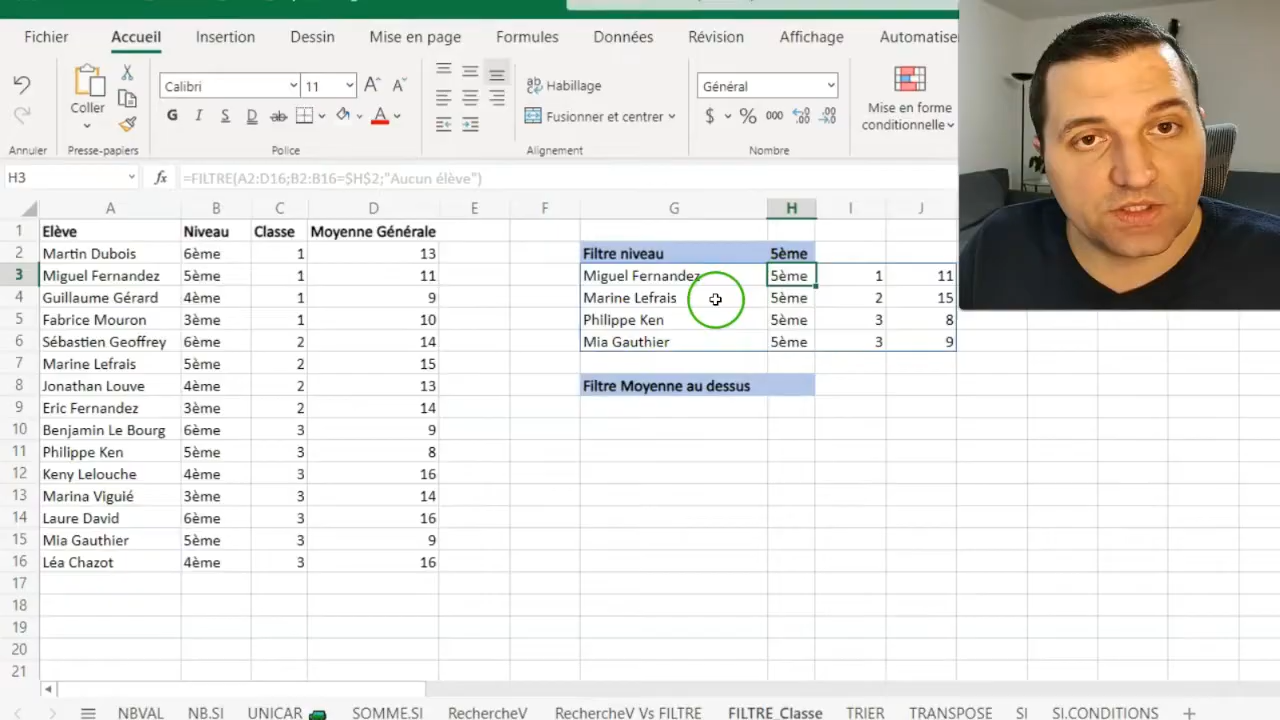 Fichier Accueil Insertion Dessin Mise en page Formules Données Révision Affichage Automatise
Coller
Calibri 11
G I S D ab A
Habillage
Fusionner et centrer
Général
$ % 000
Mise en forme
conditionnelle
Annuler Presse-papiers Police Alignement Nombre
H3 fx =FILTRE(A2:D16;B2:B16=$H$2;"Aucun élève")
A B C D E F G H I J
1 Elève Niveau Classe Moyenne Générale
2 Martin Dubois 6ème 1 13 Filtre niveau 5ème
3 Miguel Fernandez 5ème 1 11 Miguel Fernandez 5ème 1 11
4 Guillaume Gérard 4ème 1 9 Marine Lefrais 5ème 2 15
5 Fabrice Mouron 3ème 1 10 Philippe Ken 5ème 3 8
6 Sébastien Geoffrey 6ème 2 14 Mia Gauthier 5ème 3 9
7 Marine Lefrais 5ème 2 15
8 Jonathan Louve 4ème 2 13 Filtre Moyenne au dessus
9 Eric Fernandez 3ème 2 14
10 Benjamin Le Bourg 6ème 3 9
11 Philippe Ken 5ème 3 8
12 Keny Lelouche 4ème 3 16
13 Marina Viguié 3ème 3 14
14 Laure David 6ème 3 16
15 Mia Gauthier 5ème 3 9
16 Léa Chazot 4ème 3 16
17
18
19
20
21
NBVAL NB.SI UNICAR SOMME.SI RechercheV RechercheV Vs FILTRE FILTRE_Classe TRIER TRANSPOSE SI SI.CONDITIONS